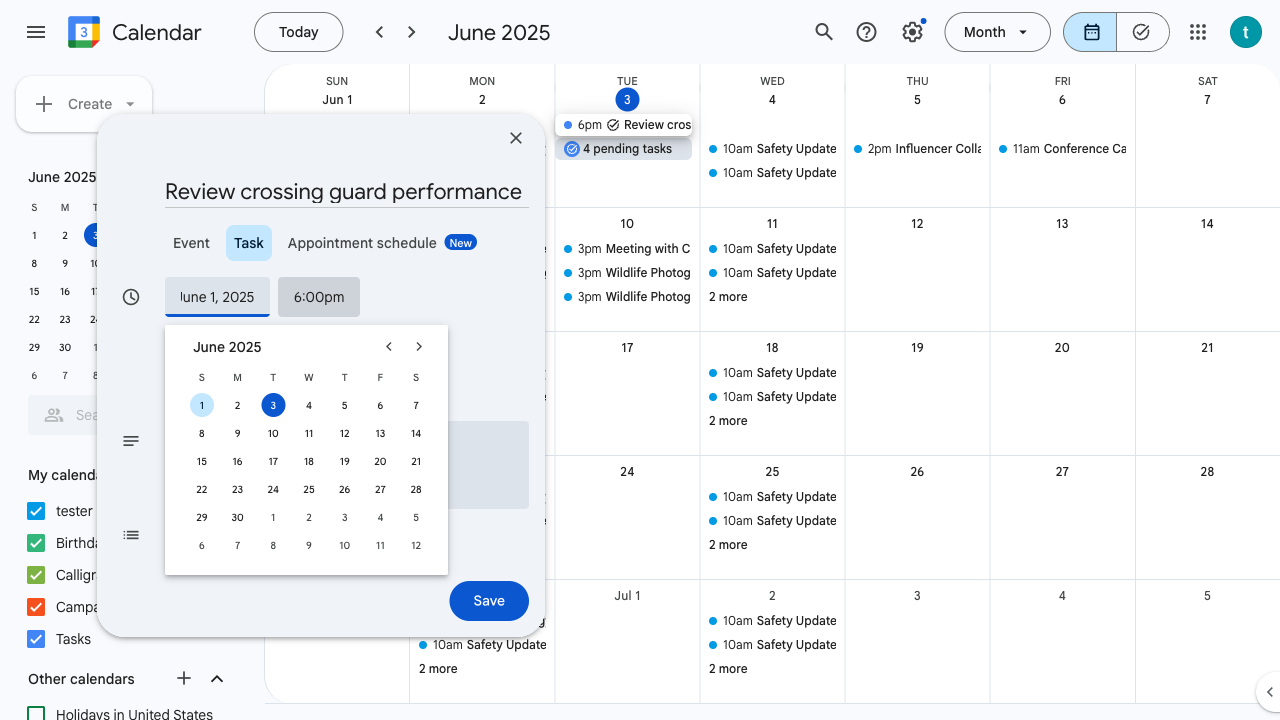 3
Calendar
Today
June 2025
Month
t
Create
June 2025
S M T
1 2 3
8 9 10
15 16
22 23
29 30 1
6 7 8
My calend
tester
Birthd
Calligr
Campa
Tasks
Other calendars
Holidays in United States
Review crossing guard performance
Event Task Appointment schedule New
June 1, 2025 6:00pm
June 2025
S M T W T F S
1 2 3 4 5 6 7
8 9 10 11 12 13 14
15 16 17 18 19 20 21
22 23 24 25 26 27 28
29 30 1 2 3 4 5
6 7 8 9 10 11 12
Save
SUN MON TUE WED THU FRI SAT
Jun 1 2 3 4 5 6 7
6pm Review cros
4 pending tasks 10am Safety Update 2pm Influencer Colla 11am Conference Ca
10am Safety Update
10 11 12 13 14
3pm Meeting with C 10am Safety Update
3pm Wildlife Photog 10am Safety Update
3pm Wildlife Photog 2 more
17 18 19 20 21
10am Safety Update
10am Safety Update
2 more
24 25 26 27 28
10am Safety Update
10am Safety Update
2 more
Jul 1 2 3 4 5
10am Safety Update
10am Safety Update 10am Safety Update
2 more 2 more